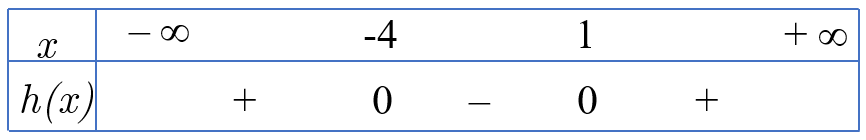 x − ∞ -4 1 + ∞
h(x) + 0 − 0 +